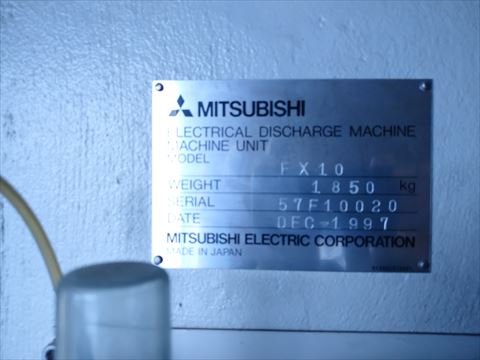 MITSUBISHI
ELECTRICAL DISCHARGE MACHINE
MACHINE UNIT
MODEL FX10
WEIGHT 1850 kg
SERIAL 57F10020
DATE DEC-1997
MITSUBISHI ELECTRIC CORPORATION
MADE IN JAPAN